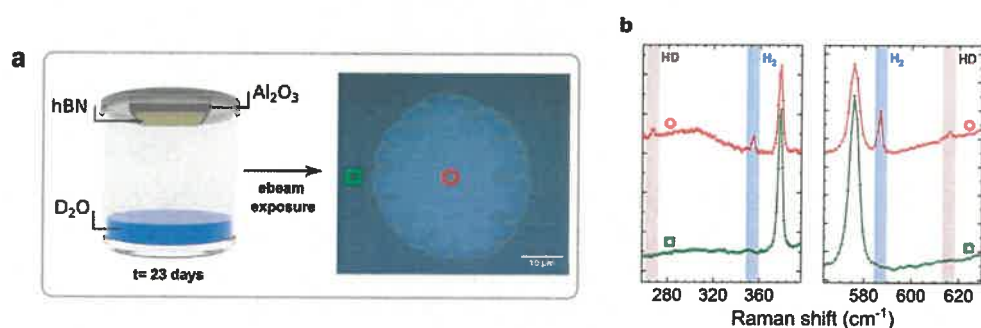 a
hBN
Al₂O₃
D₂O
t= 23 days
ebeam
exposure
10 µm
b
HD
H₂
H₂
HD
280
320
360
580
600
620
Raman shift (cm⁻¹)